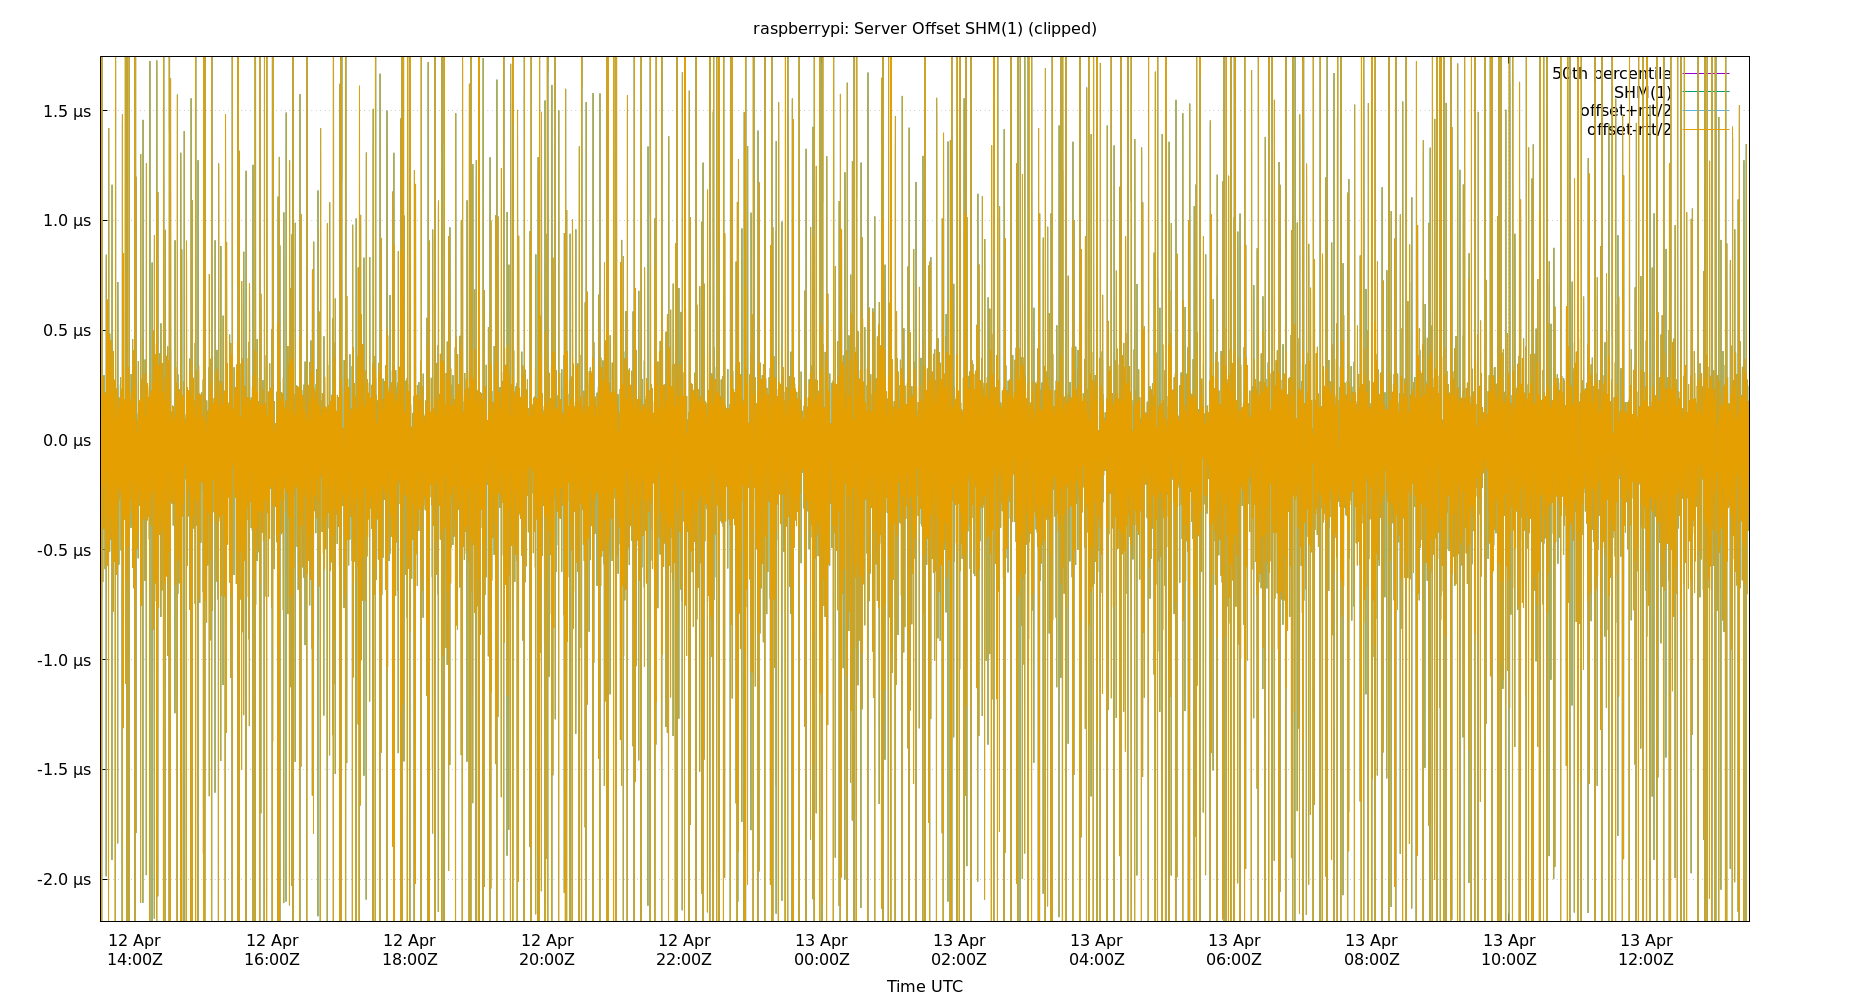 raspberrypi: Server Offset SHM(1) (clipped)
50th percentile
SHM(1)
offset+rtt/2
offset-rtt/2
1.5 µs
1.0 µs
0.5 µs
0.0 µs
-0.5 µs
-1.0 µs
-1.5 µs
-2.0 µs
12 Apr 12 Apr 12 Apr 12 Apr 12 Apr 13 Apr 13 Apr 13 Apr 13 Apr 13 Apr 13 Apr 13 Apr
14:00Z 16:00Z 18:00Z 20:00Z 22:00Z 00:00Z 02:00Z 04:00Z 06:00Z 08:00Z 10:00Z 12:00Z
Time UTC